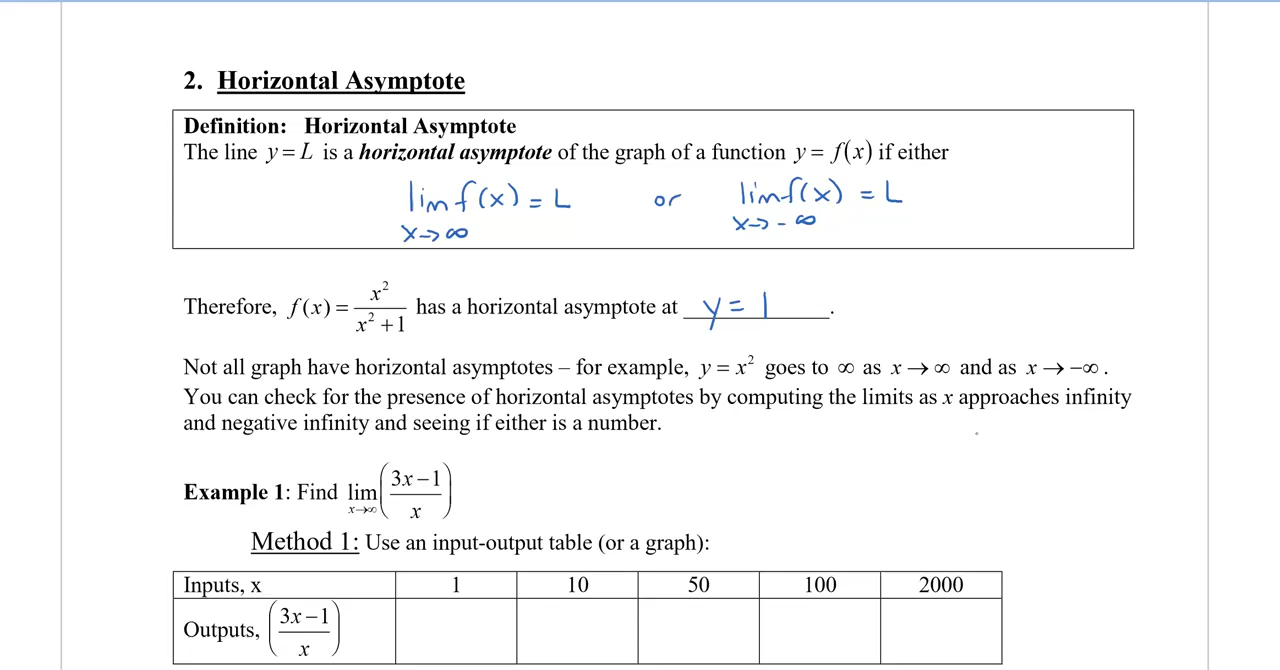 2. Horizontal Asymptote
Definition: Horizontal Asymptote
The line y = L is a horizontal asymptote of the graph of a function y = f(x) if either
lim f(x) = L or lim f(x) = L
x→∞ x→-∞
Therefore, f(x) = x²/(x²+1) has a horizontal asymptote at y = 1.
Not all graph have horizontal asymptotes – for example, y = x² goes to ∞ as x → ∞ and as x → −∞.
You can check for the presence of horizontal asymptotes by computing the limits as x approaches infinity
and negative infinity and seeing if either is a number.
Example 1: Find lim x→∞ ((3x−1)/x)
Method 1: Use an input-output table (or a graph):
Inputs, x 1 10 50 100 2000
Outputs, ((3x−1)/x)